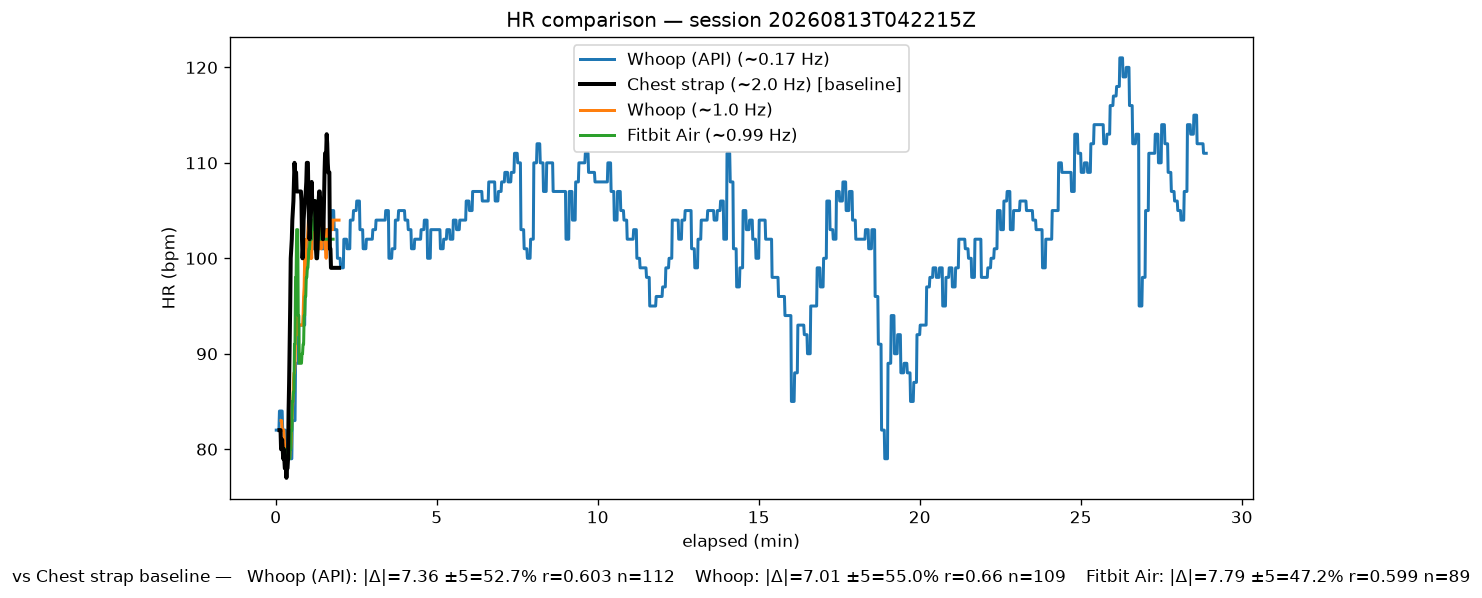 HR comparison — session 20260813T042215Z
Whoop (API) (~0.17 Hz)
Chest strap (~2.0 Hz) [baseline]
Whoop (~1.0 Hz)
Fitbit Air (~0.99 Hz)
120
110
100
90
80
HR (bpm)
0 5 10 15 20 25 30
elapsed (min)
vs Chest strap baseline — Whoop (API): |Δ|=7.36 ±5=52.7% r=0.603 n=112 Whoop: |Δ|=7.01 ±5=55.0% r=0.66 n=109 Fitbit Air: |Δ|=7.79 ±5=47.2% r=0.599 n=89